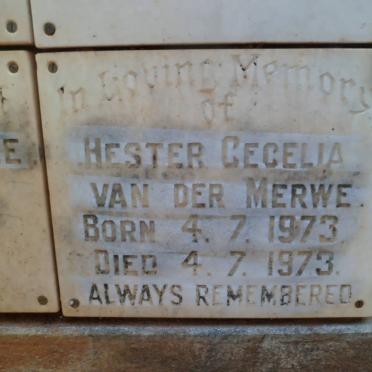 In Loving Memory
of
HESTER CECELIA
VAN DER MERWE.
BORN 4. 7. 1973
DIED 4. 7. 1973.
ALWAYS REMEMBERED